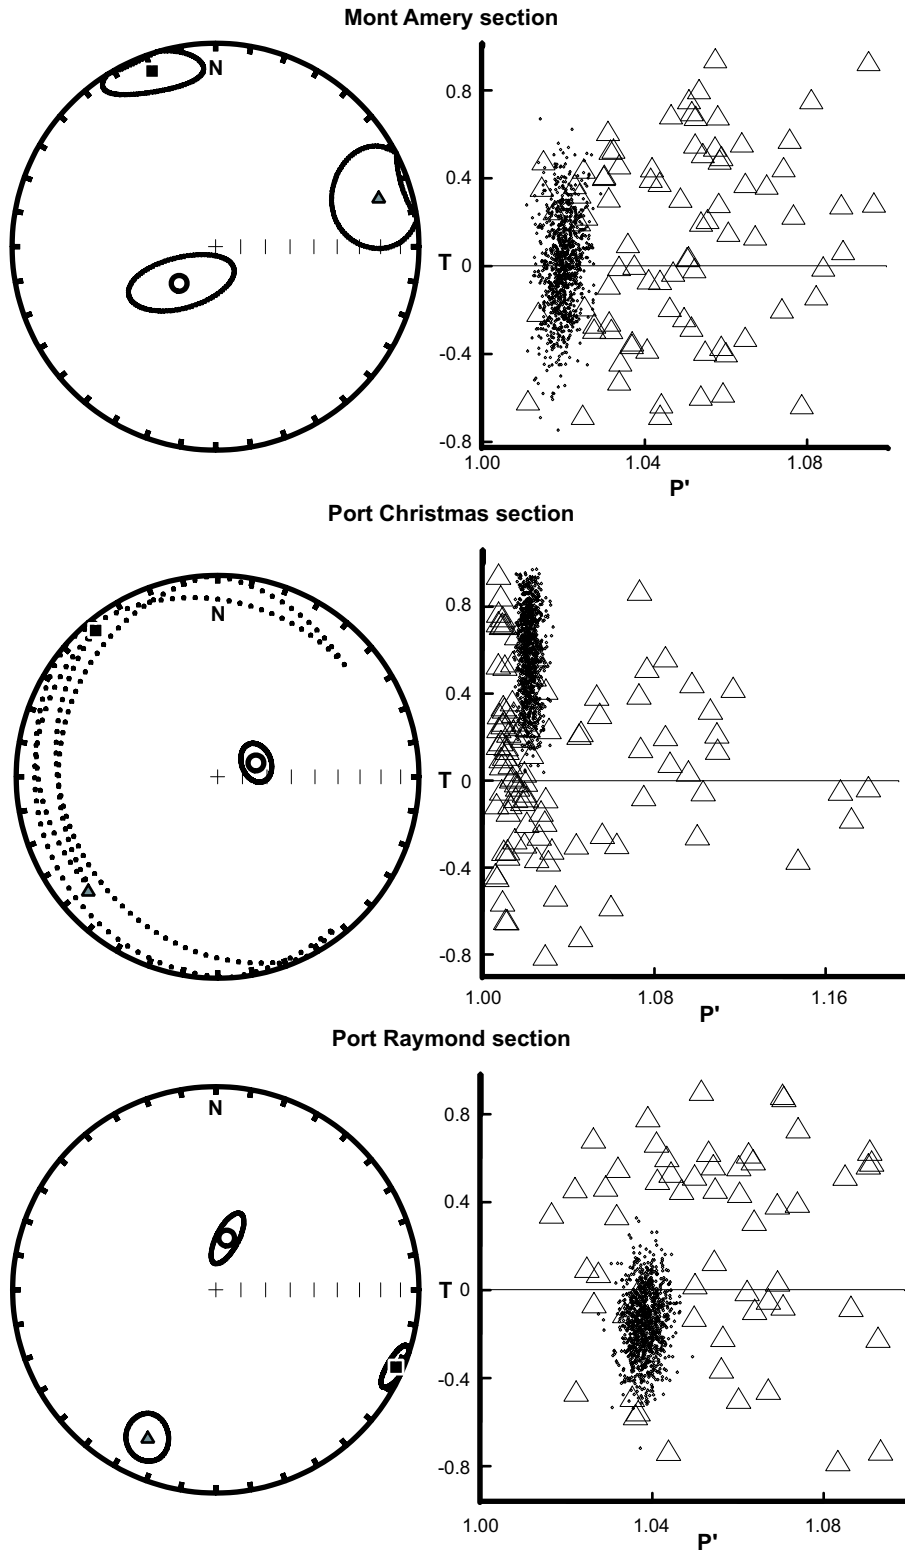 Mont Amery section
N
0.8
0.4
T 0
-0.4
-0.8
1.00 1.04 1.08
P'
Port Christmas section
N
0.8
0.4
T 0
-0.4
-0.8
1.00 1.08 1.16
P'
Port Raymond section
N
0.8
0.4
T 0
-0.4
-0.8
1.00 1.04 1.08
P'